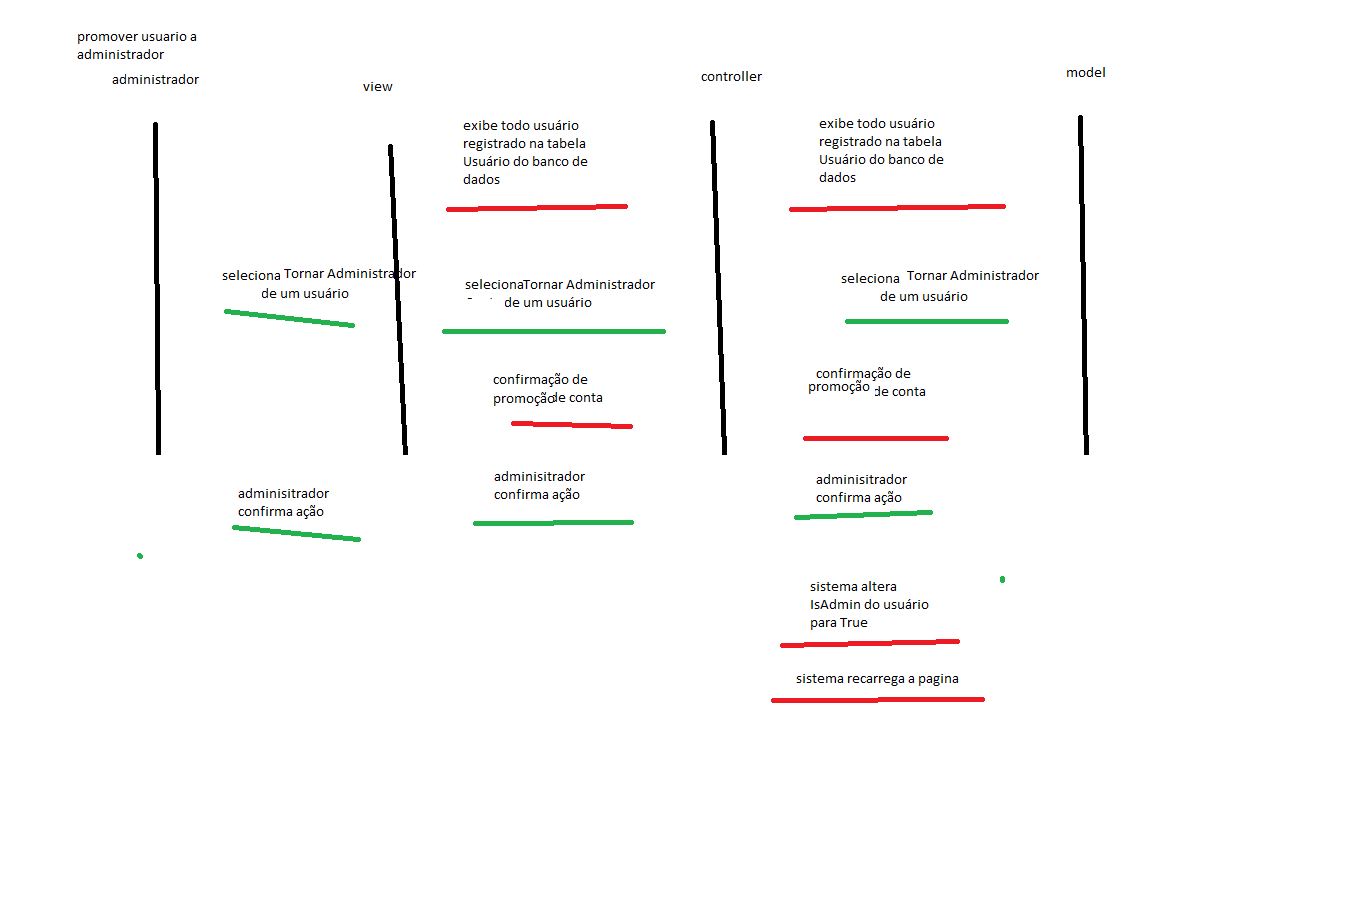 promover usuario a
administrador
administrador
view
controller
model
exibe todo usuário
registrado na tabela
Usuário do banco de
dados
exibe todo usuário
registrado na tabela
Usuário do banco de
dados
seleciona Tornar Administrador
de um usuário
selecionaTornar Administrador
de um usuário
seleciona Tornar Administrador
de um usuário
confirmação de
promoção de conta
confirmação de
promoção de conta
adminisitrador
confirma ação
adminisitrador
confirma ação
adminisitrador
confirma ação
sistema altera
IsAdmin do usuário
para True
sistema recarrega a pagina